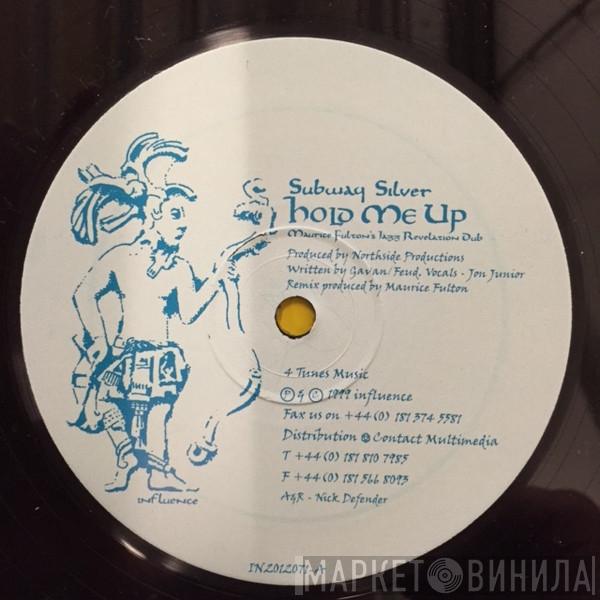 Subway Silver
Hold Me Up
Maurice Fulton's Jazz Revelation Dub
Produced by Northside Productions
Written by Gavan/Feud. Vocals - Jon Junior
Remix produced by Maurice Fulton
4 Tunes Music
Ⓟ & © 1999 influence
Fax us on +44(0) 181 374 5581
Distribution @ Contact Multimedia
T +44(0) 181 810 7985
F +44(0) 181 566 8093
A&R - Nick Defender
influence
МАРКЕТ ВИНИЛА